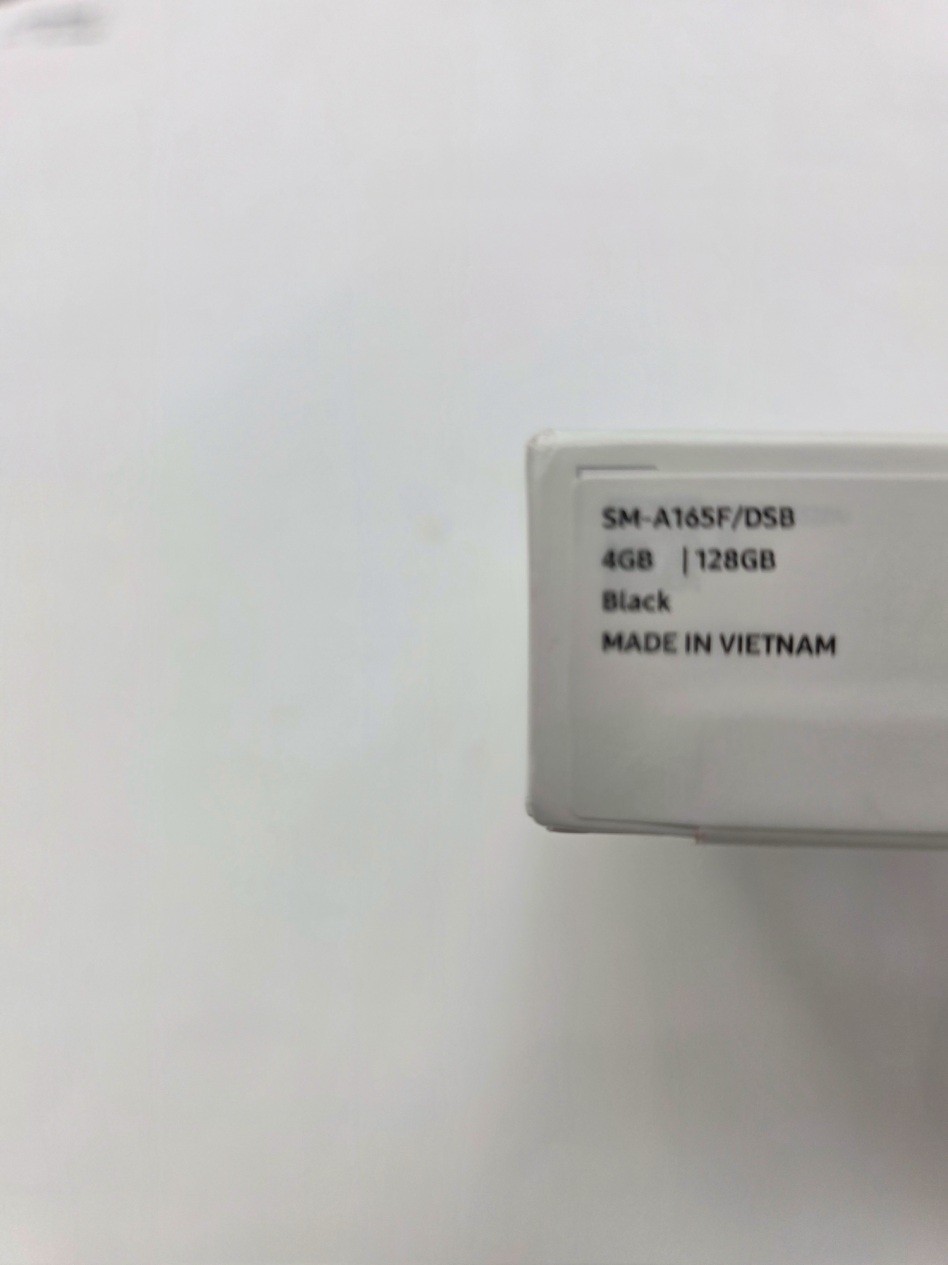 SM-A165F/DSB
4GB | 128GB
Black
MADE IN VIETNAM